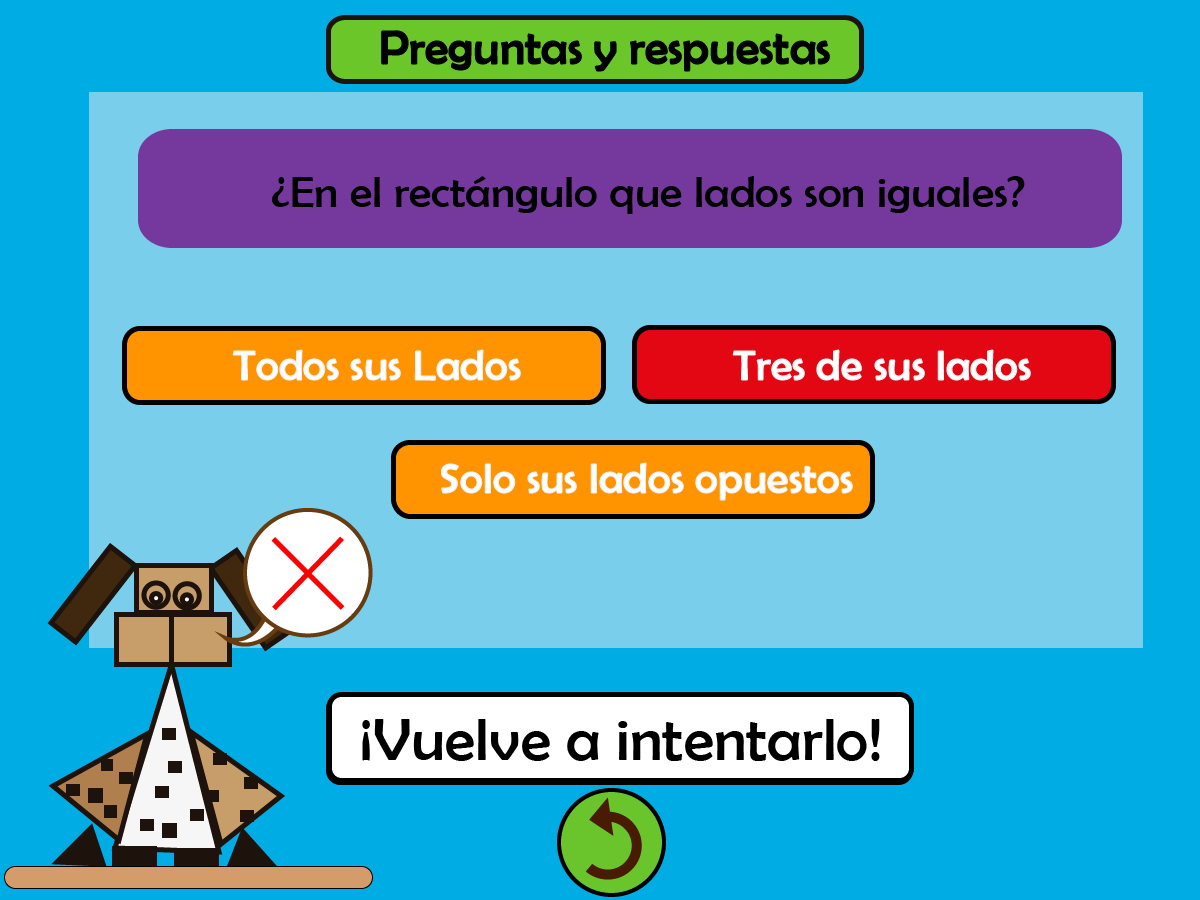 Preguntas y respuestas
¿En el rectángulo que lados son iguales?
Todos sus Lados
Tres de sus lados
Solo sus lados opuestos
¡Vuelve a intentarlo!